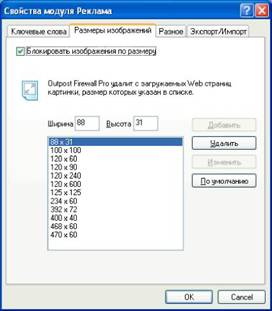 Свойства модуля Реклама
Ключевые слова
Размеры изображений
Разное
Экспорт/Импорт
Блокировать изображения по размеру
Outpost Firewall Pro удалит с загружаемых Web страниц
картинки, размер которых указан в списке.
Ширина 88 Высота 31
Добавить
88 x 31
100 x 100
120 x 60
120 x 90
120 x 240
120 x 600
125 x 125
234 x 60
392 x 72
400 x 40
468 x 60
470 x 60
Удалить
Изменить
По умолчанию
OK
Cancel